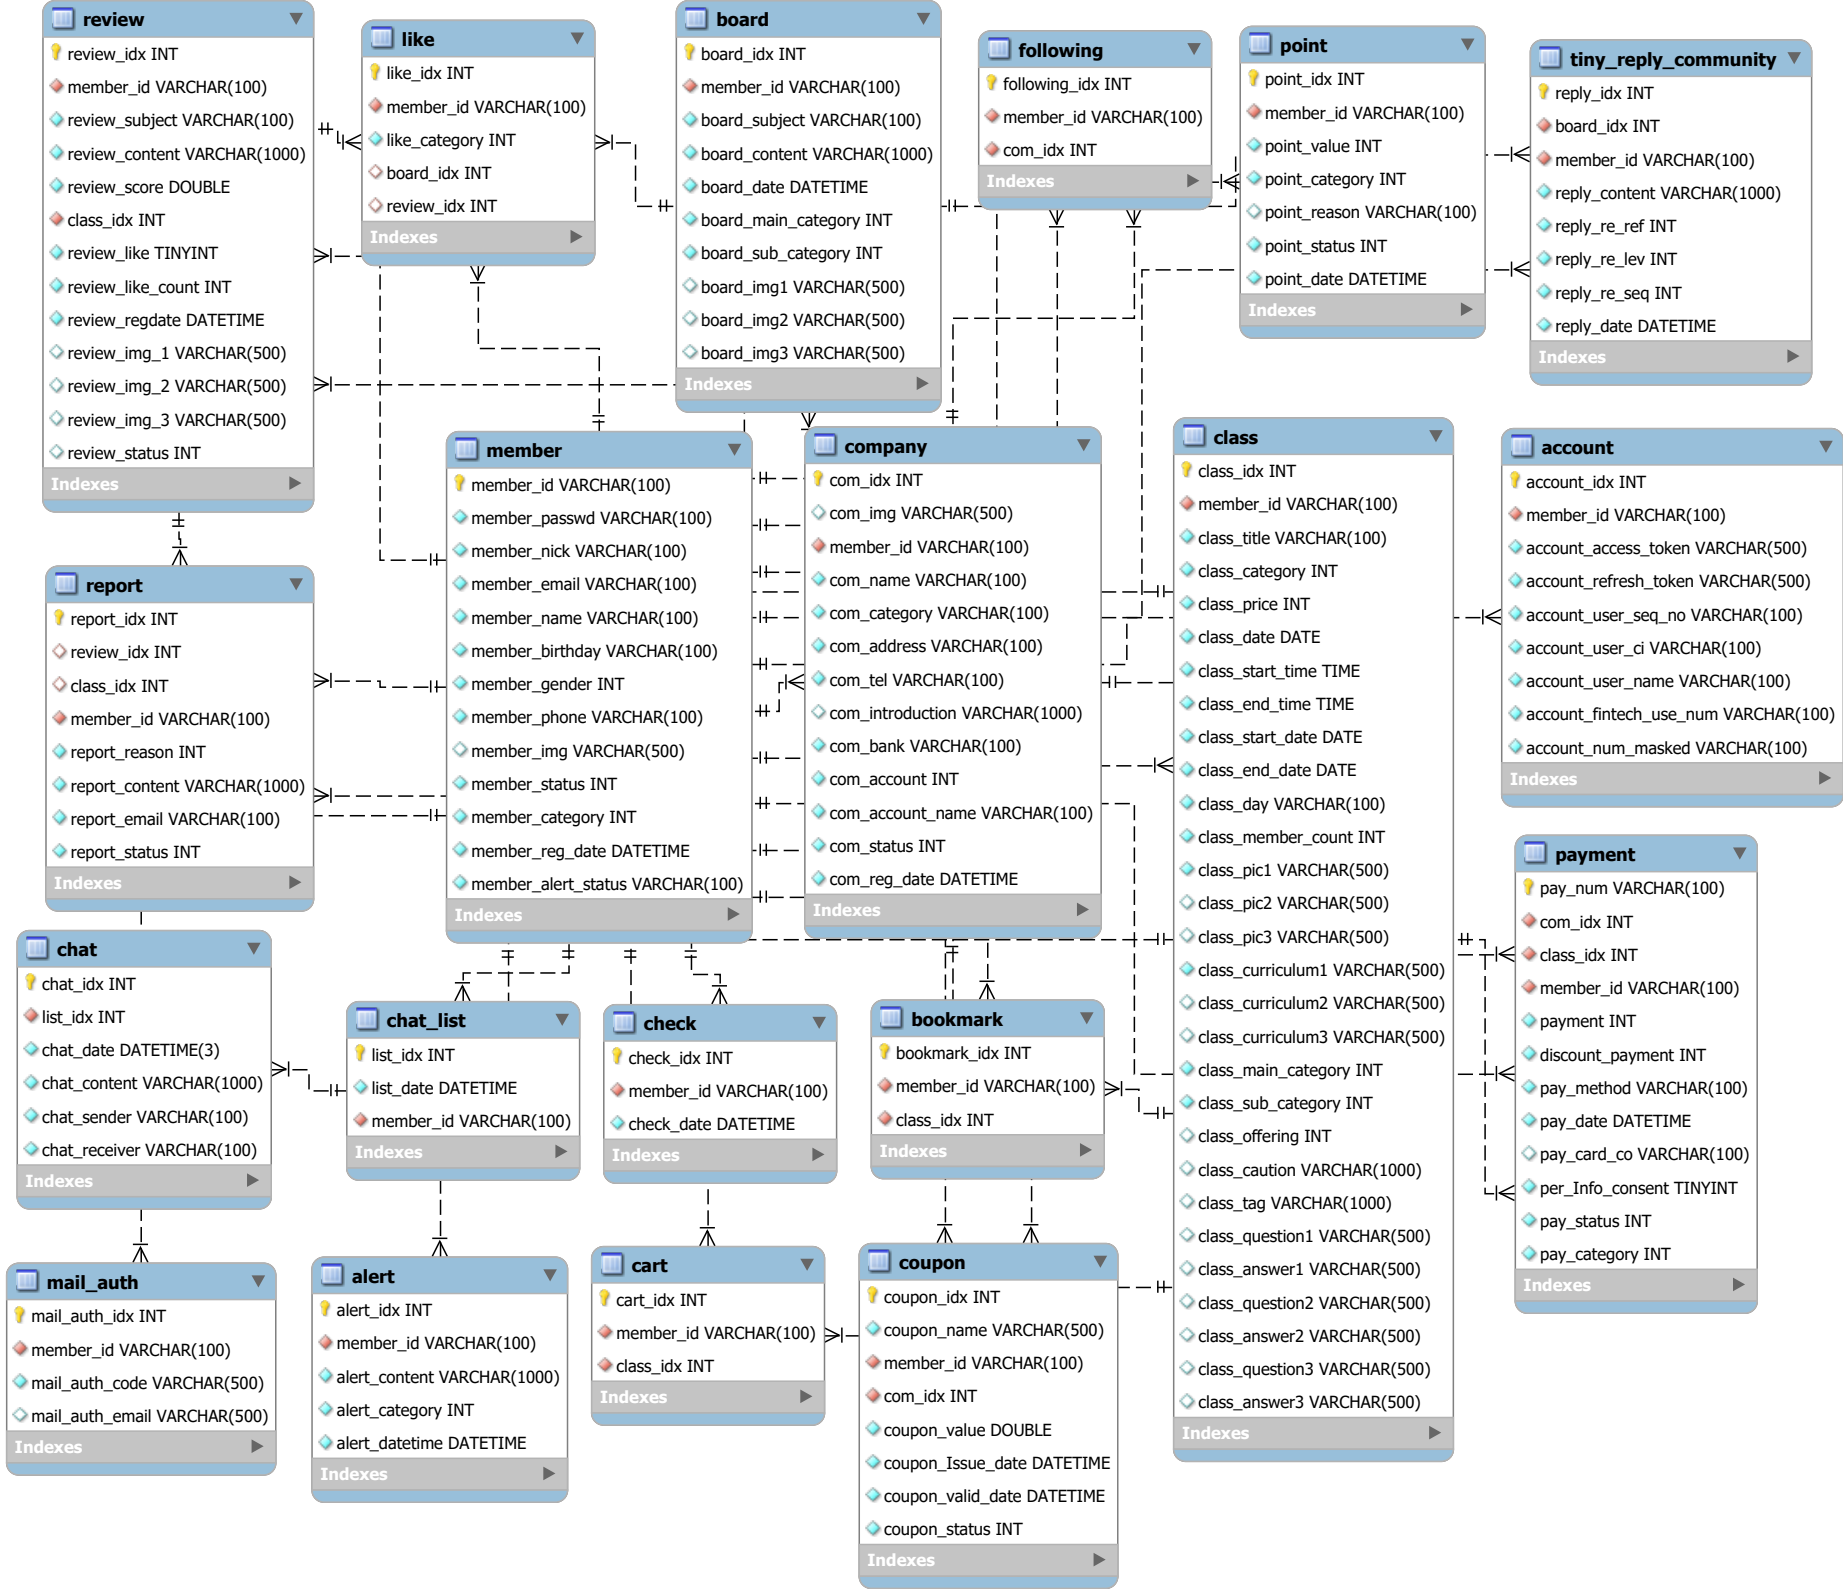 review
review_idx INT
member_id VARCHAR(100)
review_subject VARCHAR(100)
review_content VARCHAR(1000)
review_score DOUBLE
class_idx INT
review_like TINYINT
review_like_count INT
review_regdate DATETIME
review_img_1 VARCHAR(500)
review_img_2 VARCHAR(500)
review_img_3 VARCHAR(500)
review_status INT
Indexes
like
like_idx INT
member_id VARCHAR(100)
like_category INT
board_idx INT
review_idx INT
Indexes
board
board_idx INT
member_id VARCHAR(100)
board_subject VARCHAR(100)
board_content VARCHAR(1000)
board_date DATETIME
board_main_category INT
board_sub_category INT
board_img1 VARCHAR(500)
board_img2 VARCHAR(500)
board_img3 VARCHAR(500)
Indexes
following
following_idx INT
member_id VARCHAR(100)
com_idx INT
Indexes
point
point_idx INT
member_id VARCHAR(100)
point_value INT
point_category INT
point_reason VARCHAR(100)
point_status INT
point_date DATETIME
Indexes
tiny_reply_community
reply_idx INT
board_idx INT
member_id VARCHAR(100)
reply_content VARCHAR(1000)
reply_re_ref INT
reply_re_lev INT
reply_re_seq INT
reply_date DATETIME
Indexes
member
member_id VARCHAR(100)
member_passwd VARCHAR(100)
member_nick VARCHAR(100)
member_email VARCHAR(100)
member_name VARCHAR(100)
member_birthday VARCHAR(100)
member_gender INT
member_phone VARCHAR(100)
member_img VARCHAR(500)
member_status INT
member_category INT
member_reg_date DATETIME
member_alert_status VARCHAR(100)
Indexes
company
com_idx INT
com_img VARCHAR(500)
member_id VARCHAR(100)
com_name VARCHAR(100)
com_category VARCHAR(100)
com_address VARCHAR(100)
com_tel VARCHAR(100)
com_introduction VARCHAR(1000)
com_bank VARCHAR(100)
com_account INT
com_account_name VARCHAR(100)
com_status INT
com_reg_date DATETIME
Indexes
class
class_idx INT
member_id VARCHAR(100)
class_title VARCHAR(100)
class_category INT
class_price INT
class_date DATE
class_start_time TIME
class_end_time TIME
class_start_date DATE
class_end_date DATE
class_day VARCHAR(100)
class_member_count INT
class_pic1 VARCHAR(500)
class_pic2 VARCHAR(500)
class_pic3 VARCHAR(500)
class_curriculum1 VARCHAR(500)
class_curriculum2 VARCHAR(500)
class_curriculum3 VARCHAR(500)
class_main_category INT
class_sub_category INT
class_offering INT
class_caution VARCHAR(1000)
class_tag VARCHAR(1000)
class_question1 VARCHAR(500)
class_answer1 VARCHAR(500)
class_question2 VARCHAR(500)
class_answer2 VARCHAR(500)
class_question3 VARCHAR(500)
class_answer3 VARCHAR(500)
Indexes
account
account_idx INT
member_id VARCHAR(100)
account_access_token VARCHAR(500)
account_refresh_token VARCHAR(500)
account_user_seq_no VARCHAR(100)
account_user_ci VARCHAR(100)
account_user_name VARCHAR(100)
account_fintech_use_num VARCHAR(100)
account_num_masked VARCHAR(100)
Indexes
report
report_idx INT
review_idx INT
class_idx INT
member_id VARCHAR(100)
report_reason INT
report_content VARCHAR(1000)
report_email VARCHAR(100)
report_status INT
Indexes
payment
pay_num VARCHAR(100)
com_idx INT
class_idx INT
member_id VARCHAR(100)
payment INT
discount_payment INT
pay_method VARCHAR(100)
pay_date DATETIME
pay_card_co VARCHAR(100)
per_Info_consent TINYINT
pay_status INT
pay_category INT
Indexes
chat
chat_idx INT
list_idx INT
chat_date DATETIME(3)
chat_content VARCHAR(1000)
chat_sender VARCHAR(100)
chat_receiver VARCHAR(100)
Indexes
chat_list
list_idx INT
list_date DATETIME
member_id VARCHAR(100)
Indexes
check
check_idx INT
member_id VARCHAR(100)
check_date DATETIME
Indexes
bookmark
bookmark_idx INT
member_id VARCHAR(100)
class_idx INT
Indexes
mail_auth
mail_auth_idx INT
member_id VARCHAR(100)
mail_auth_code VARCHAR(500)
mail_auth_email VARCHAR(500)
Indexes
alert
alert_idx INT
member_id VARCHAR(100)
alert_content VARCHAR(1000)
alert_category INT
alert_datetime DATETIME
Indexes
cart
cart_idx INT
member_id VARCHAR(100)
class_idx INT
Indexes
coupon
coupon_idx INT
coupon_name VARCHAR(500)
member_id VARCHAR(100)
com_idx INT
coupon_value DOUBLE
coupon_Issue_date DATETIME
coupon_valid_date DATETIME
coupon_status INT
Indexes